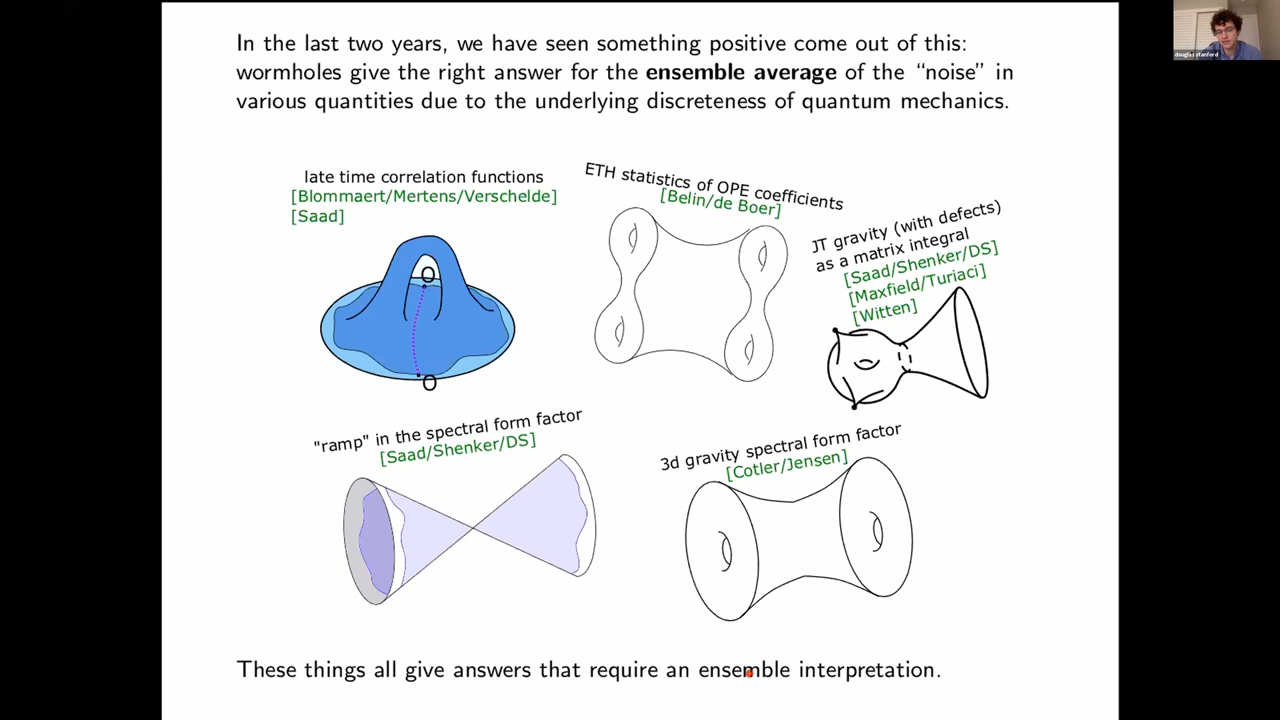 In the last two years, we have seen something positive come out of this:
wormholes give the right answer for the ensemble average of the “noise” in
various quantities due to the underlying discreteness of quantum mechanics.
late time correlation functions
[Blommaert/Mertens/Verschelde]
[Saad]
O
O
ETH statistics of OPE coefficients
[Belin/de Boer]
JT gravity (with defects)
as a matrix integral
[Saad/Shenker/DS]
[Maxfield/Turiaci]
[Witten]
"ramp" in the spectral form factor
[Saad/Shenker/DS]
3d gravity spectral form factor
[Cotler/Jensen]
These things all give answers that require an ensemble interpretation.
douglas stanford